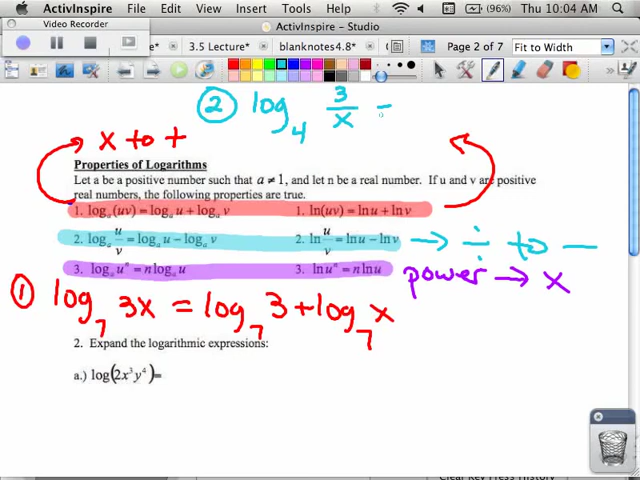 ActivInspire File Edit View Insert Tools Help (96%) Thu 10:04 AM
Video Recorder
ActivInspire - Studio
3.5 Lecture* blanknotes4.8* Page 2 of 7 Fit to Width
② log₄ 3/x =
x to +
Properties of Logarithms
Let a be a positive number such that a ≠ 1, and let n be a real number. If u and v are positive
real numbers, the following properties are true.
1. logₐ(uv) = logₐ u + logₐ v 1. ln(uv) = ln u + ln v
2. logₐ u/v = logₐ u − logₐ v 2. ln u/v = ln u − ln v → ÷ to −
3. logₐ uⁿ = n logₐ u 3. ln uⁿ = n ln u power → x
① log₇ 3x = log₇ 3 + log₇ x
2. Expand the logarithmic expressions:
a.) log(2x³y⁴)=